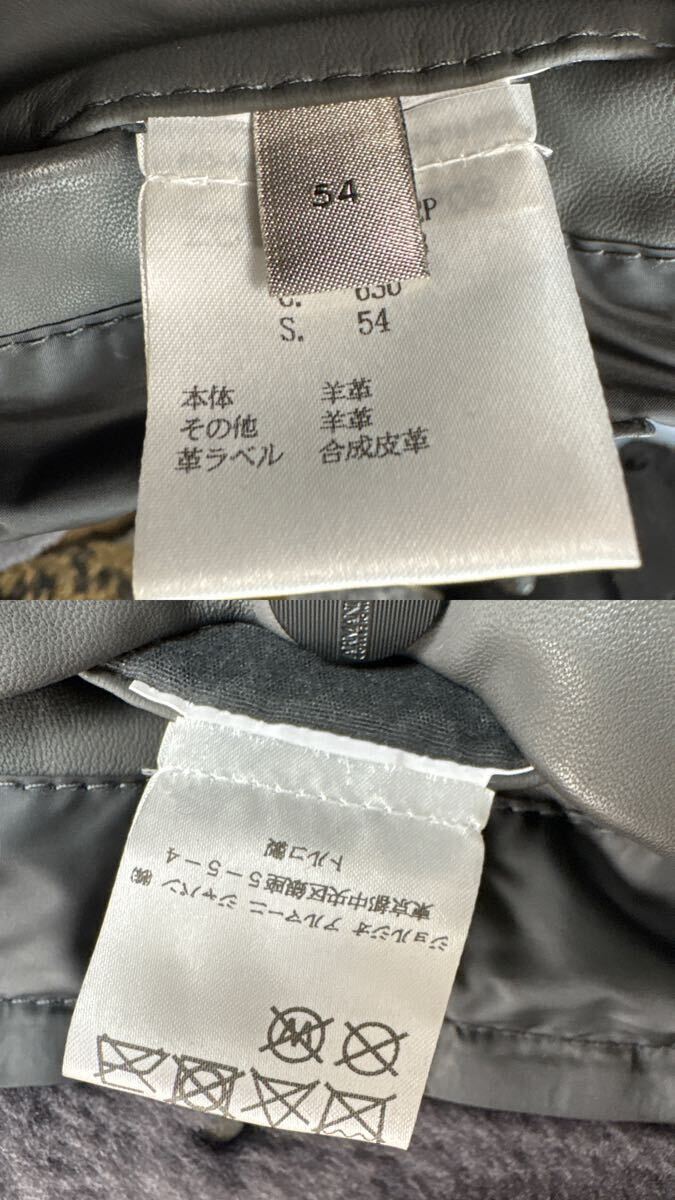 54
S. 54
本体 羊革
その他 羊革
革ラベル 合成皮革
ジョルジオ アルマーニ ジャパン ㈱
東京都中央区銀座5-5-4
トルコ製